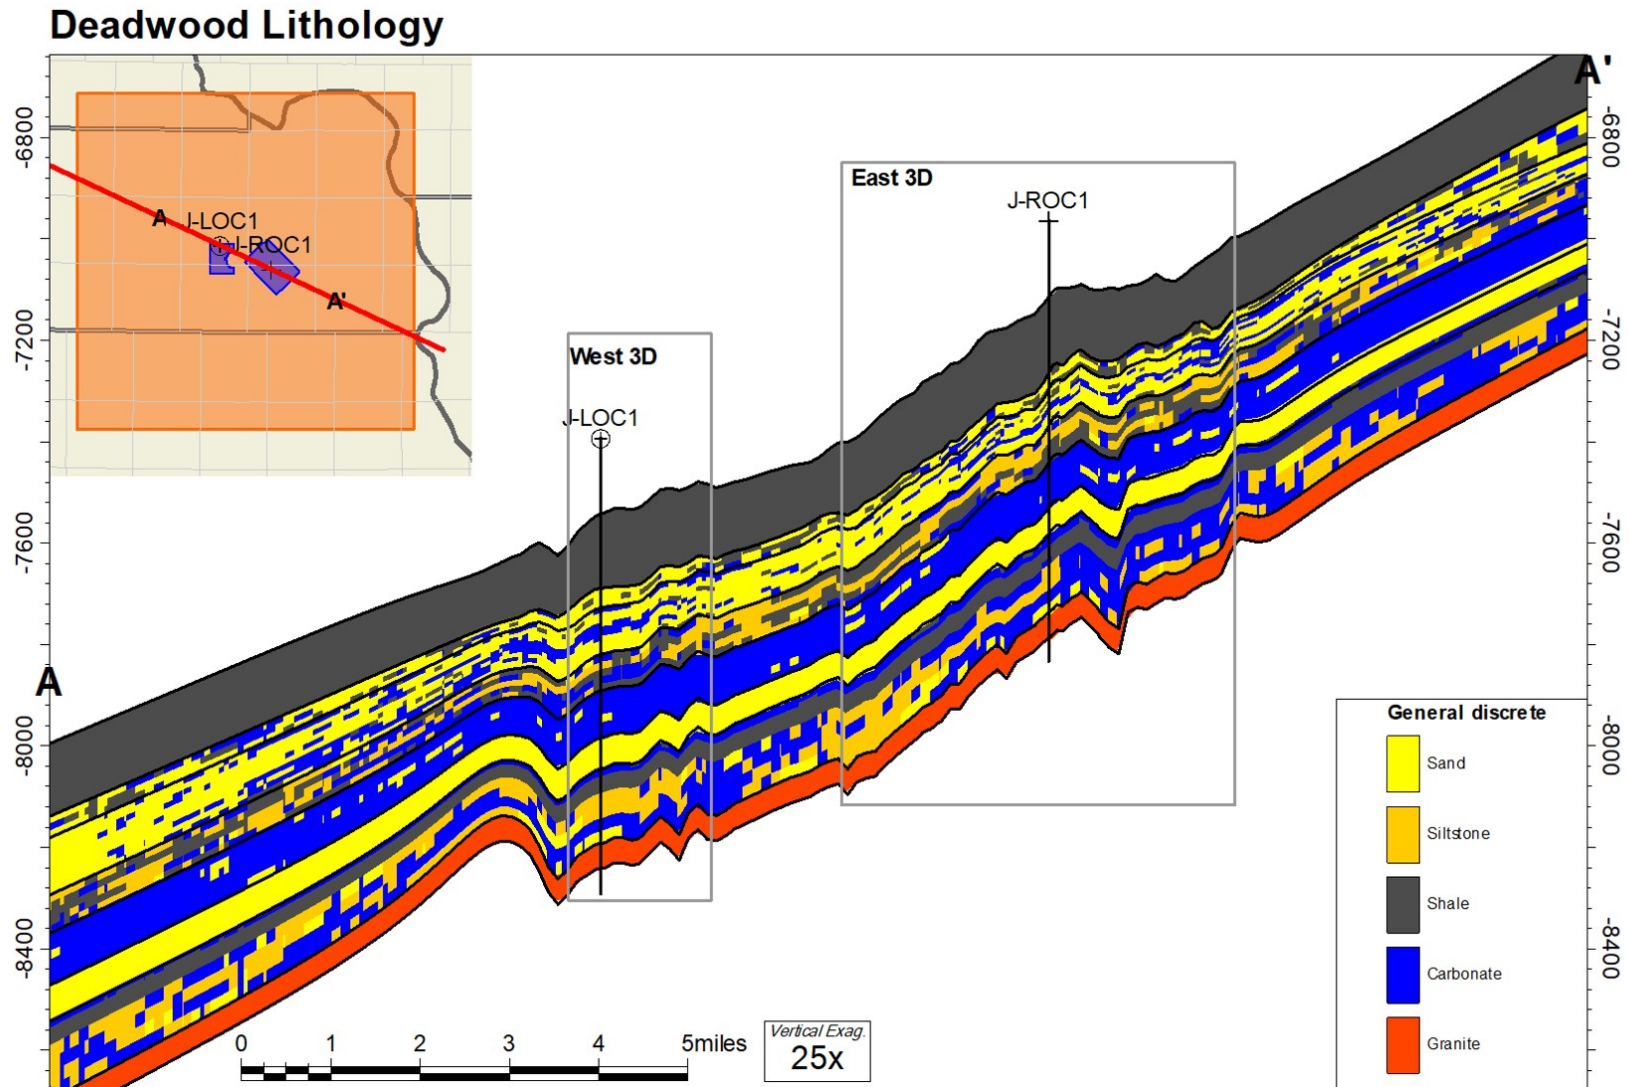 Deadwood Lithology
A'
-6800
-6800
A
J-LOC1
J-ROC1
A'
East 3D
J-ROC1
-7200
-7200
West 3D
J-LOC1
-7600
-7600
A
-8000
-8000
General discrete
Sand
Siltstone
Shale
-8400
-8400
Carbonate
Granite
0 1 2 3 4 5miles
Vertical Exag.
25x